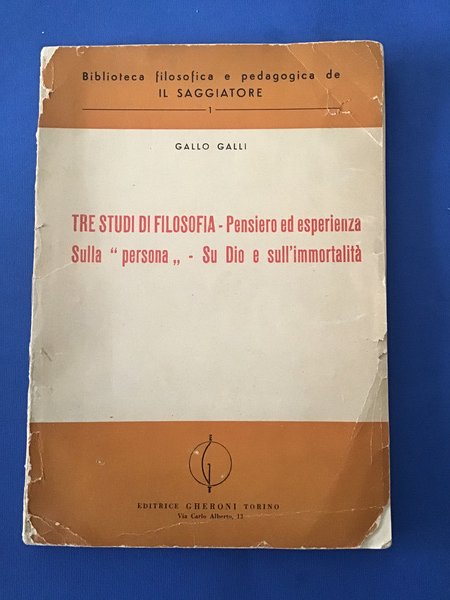 Biblioteca filosofica e pedagogica de
IL SAGGIATORE
1
GALLO GALLI
TRE STUDI DI FILOSOFIA - Pensiero ed esperienza
Sulla “ persona „ - Su Dio e sull'immortalità
EDITRICE GHERONI TORINO
Via Carlo Alberto, 13